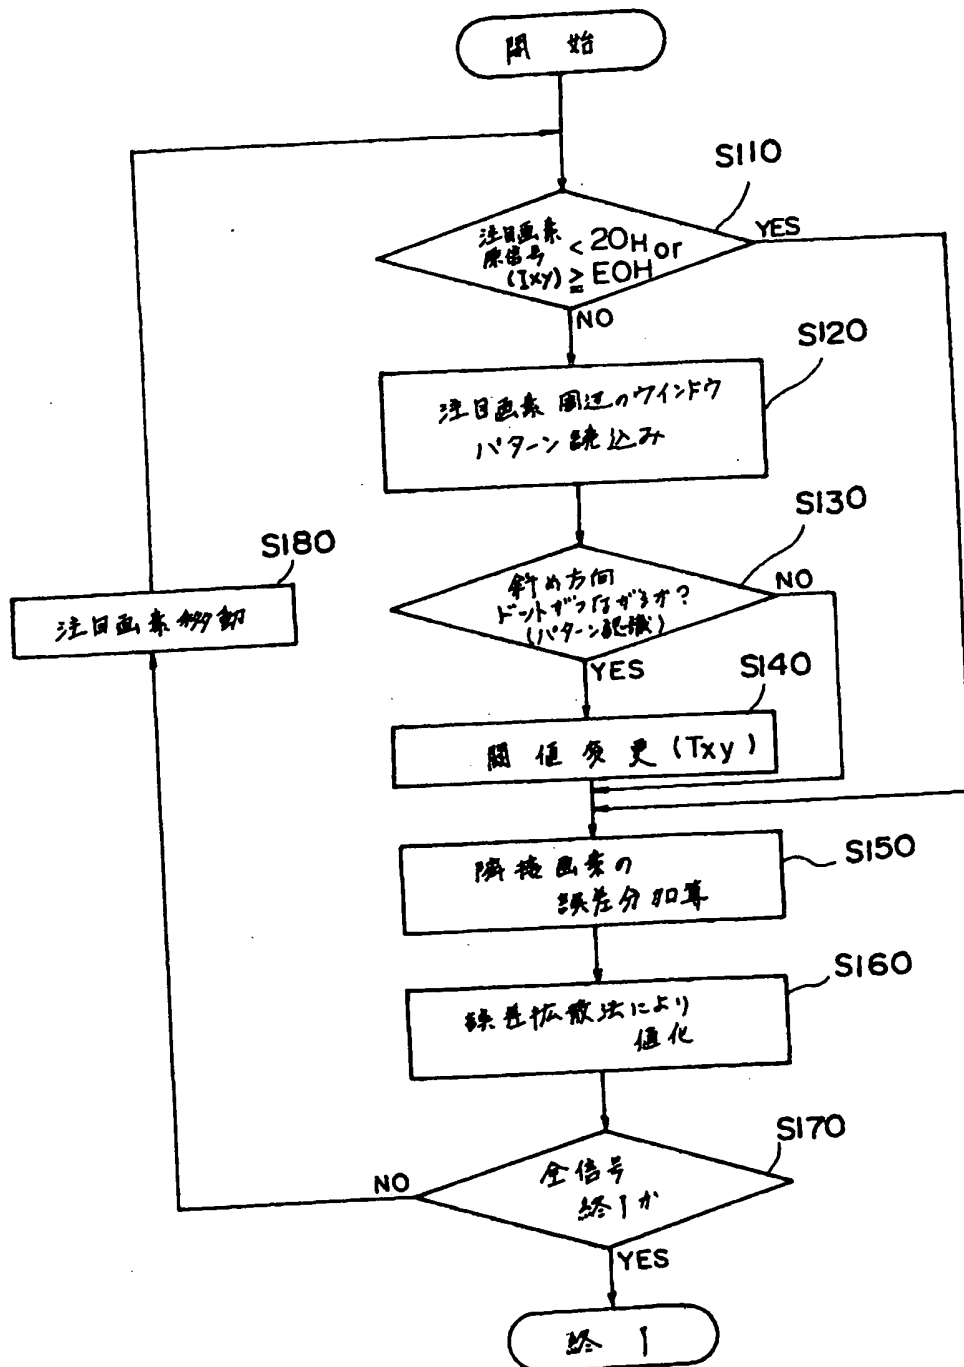 開始
S110
注目画素
原信号
(Ixy)
< 20H or
≧ E0H
YES
NO
S120
注目画素周辺のウインドウ
パターン読込み
S130
斜め方向
ドットがつながるか?
(パターン認識)
NO
YES
S140
閾値変更(Txy)
S150
隣接画素の
誤差分加算
S160
誤差拡散法により
値化
S170
全信号
終了か
NO
YES
S180
注目画素移動
終了